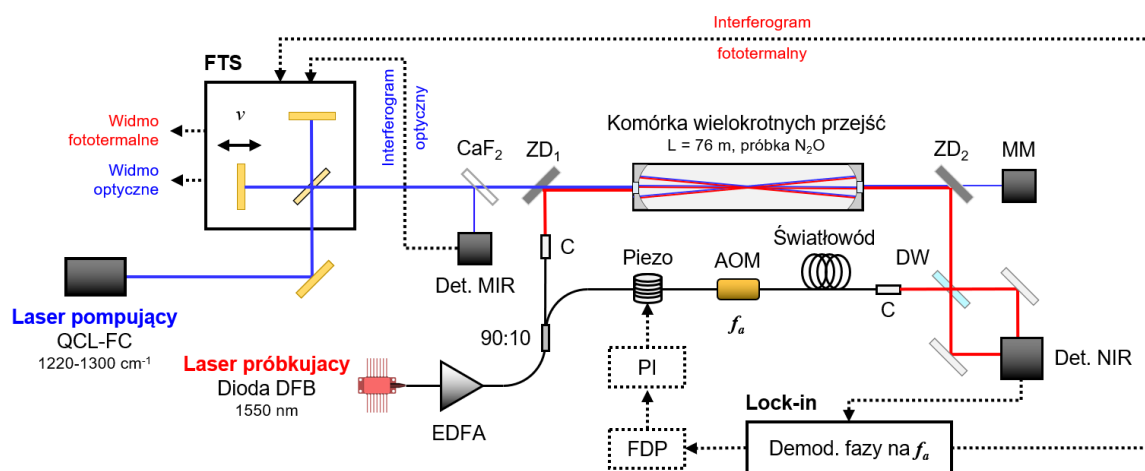 Interferogram
fototermalny
FTS
v
Widmo
fototermalne
Widmo
optyczne
Interferogram
optyczny
CaF2
ZD1
Komórka wielokrotnych przejść
L = 76 m, próbka N2O
ZD2
MM
C
Det. MIR
Piezo
AOM
fa
Światłowód
DW
C
Det. NIR
Laser pompujący
QCL-FC
1220-1300 cm-1
90:10
Laser próbkujacy
Dioda DFB
1550 nm
EDFA
PI
FDP
Lock-in
Demod. fazy na fa